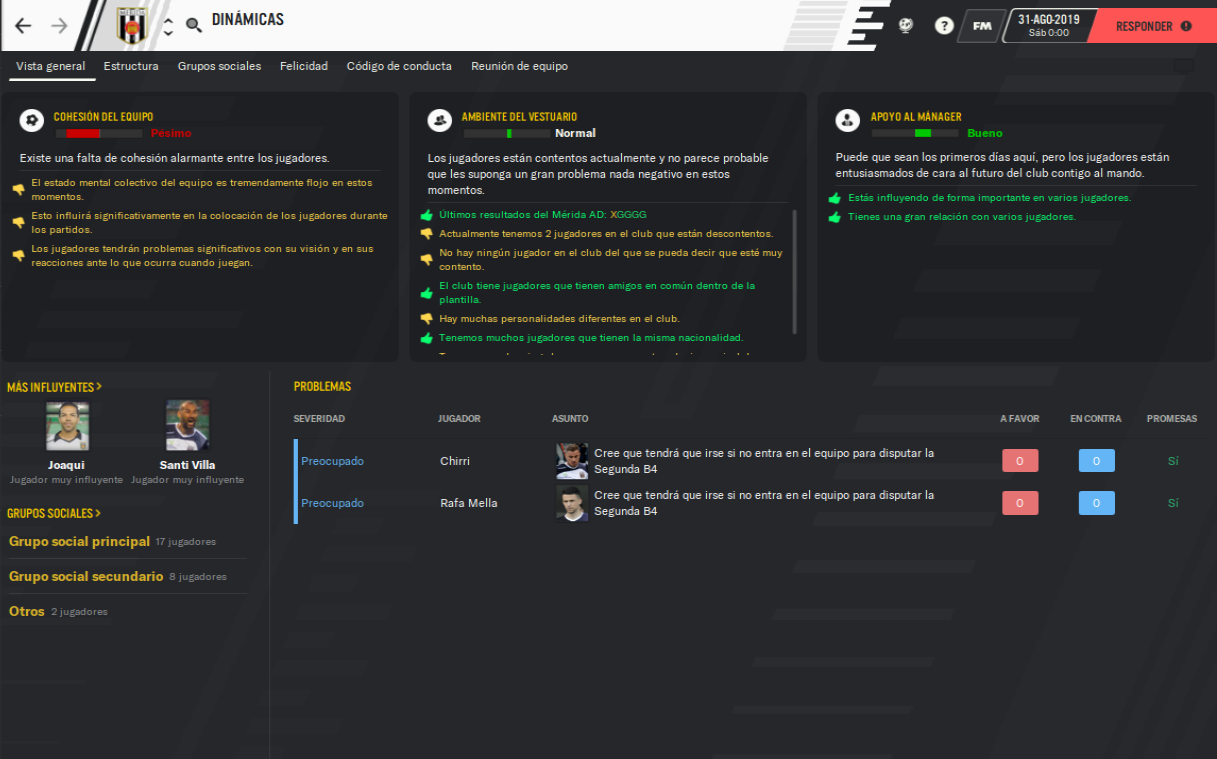 DINÁMICAS
FM
31-AGO-2019
Sáb 0:00
RESPONDER
Vista general
Estructura
Grupos sociales
Felicidad
Código de conducta
Reunión de equipo
COHESIÓN DEL EQUIPO
Pésimo
Existe una falta de cohesión alarmante entre los jugadores.
El estado mental colectivo del equipo es tremendamente flojo en estos
momentos.
Esto influirá significativamente en la colocación de los jugadores durante
los partidos.
Los jugadores tendrán problemas significativos con su visión y en sus
reacciones ante lo que ocurra cuando juegan.
AMBIENTE DEL VESTUARIO
Normal
Los jugadores están contentos actualmente y no parece probable
que les suponga un gran problema nada negativo en estos
momentos.
Últimos resultados del Mérida AD: XGGGG
Actualmente tenemos 2 jugadores en el club que están descontentos.
No hay ningún jugador en el club del que se pueda decir que esté muy
contento.
El club tiene jugadores que tienen amigos en común dentro de la
plantilla.
Hay muchas personalidades diferentes en el club.
Tenemos muchos jugadores que tienen la misma nacionalidad.
APOYO AL MÁNAGER
Bueno
Puede que sean los primeros días aquí, pero los jugadores están
entusiasmados de cara al futuro del club contigo al mando.
Estás influyendo de forma importante en varios jugadores.
Tienes una gran relación con varios jugadores.
MÁS INFLUYENTES >
Joaqui
Jugador muy influyente
Santi Villa
Jugador muy influyente
GRUPOS SOCIALES >
Grupo social principal 17 jugadores
Grupo social secundario 8 jugadores
Otros 2 jugadores
PROBLEMAS
SEVERIDAD
JUGADOR
ASUNTO
A FAVOR
EN CONTRA
PROMESAS
Preocupado
Chirri
Cree que tendrá que irse si no entra en el equipo para disputar la
Segunda B4
0
0
Sí
Preocupado
Rafa Mella
Cree que tendrá que irse si no entra en el equipo para disputar la
Segunda B4
0
0
Sí